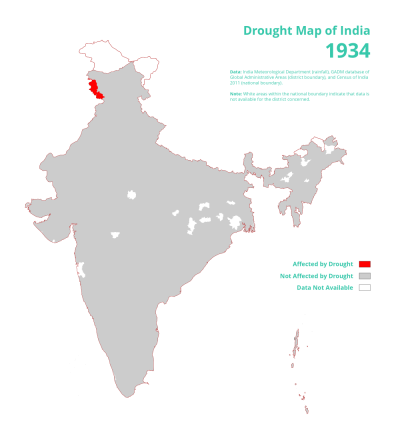 Drought Map of India
1934
Data: India Meteorological Department (rainfall), GADM database of
Global Administrative Areas (district boundary), and Census of India
2011 (national boundary).
Note: White areas within the national boundary indicate that data is
not available for the district concerned.
Affected by Drought
Not Affected by Drought
Data Not Available